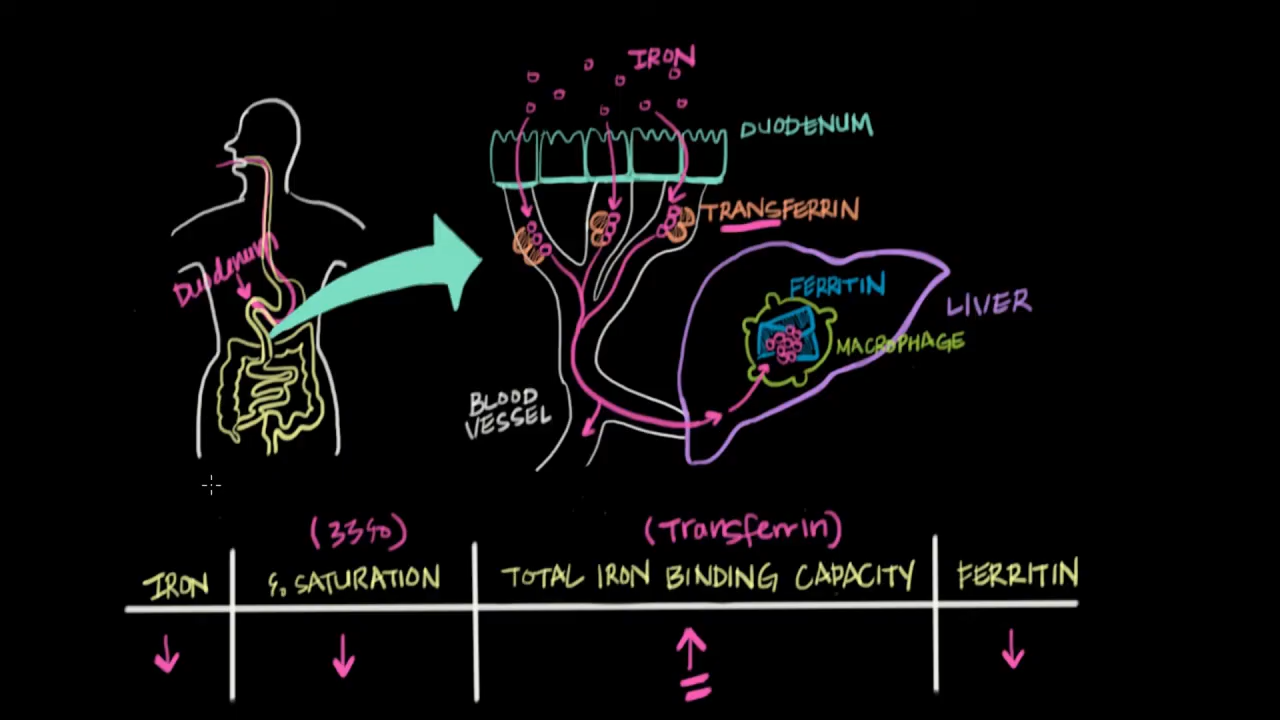 IRON
DUODENUM
TRANSFERRIN
Duodenum
FERRITIN
LIVER
MACROPHAGE
BLOOD
VESSEL
(33%)
(Transferrin)
IRON
% SATURATION
TOTAL IRON BINDING CAPACITY
FERRITIN